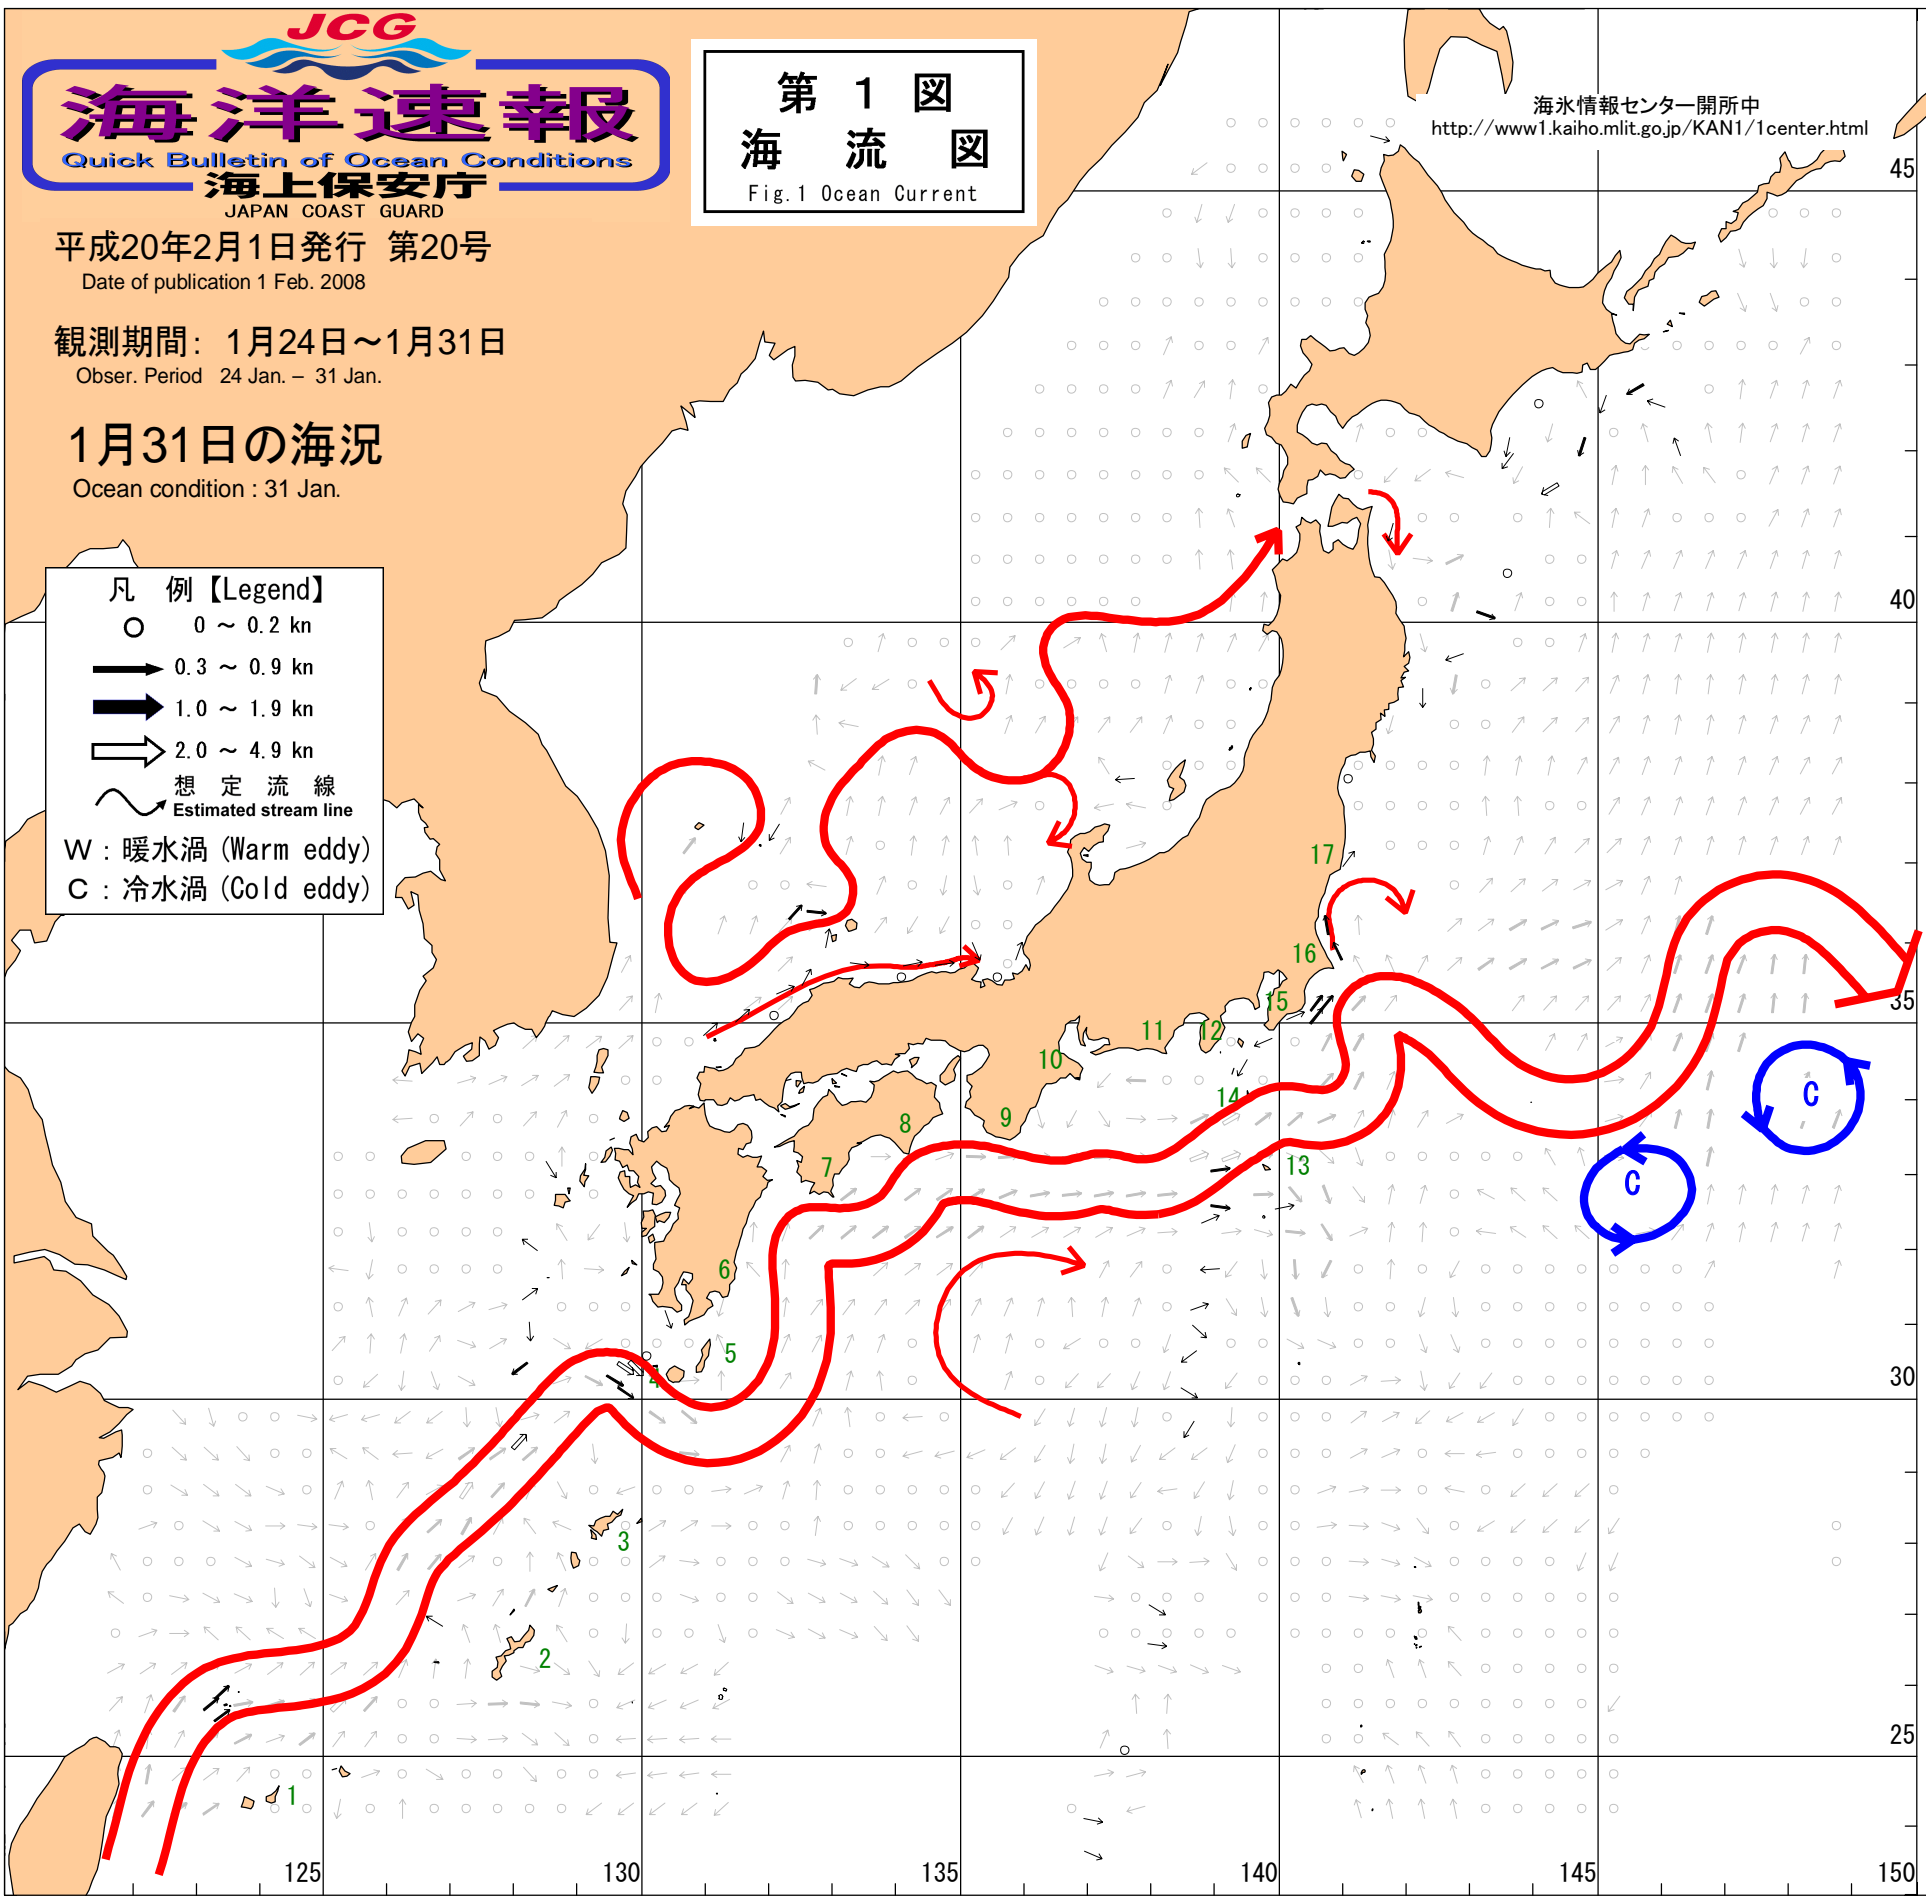 JCG
海洋速報
Quick Bulletin of Ocean Conditions
海上保安庁
JAPAN COAST GUARD
平成20年2月1日発行 第20号
Date of publication 1 Feb. 2008
観測期間: 1月24日～1月31日
Obser. Period 24 Jan. – 31 Jan.
1月31日の海況
Ocean condition : 31 Jan.
第 1 図
海 流 図
Fig.1 Ocean Current
海氷情報センター開所中
http://www1.kaiho.mlit.go.jp/KAN1/1center.html
凡 例【Legend】
0 ～ 0.2 kn
0.3 ～ 0.9 kn
1.0 ～ 1.9 kn
2.0 ～ 4.9 kn
想 定 流 線
Estimated stream line
W : 暖水渦 (Warm eddy)
C : 冷水渦 (Cold eddy)
45
40
35
30
25
17
16
15
12
11
10
14
9
8
7
13
6
5
4
3
2
1
C
C
125
130
135
140
145
150